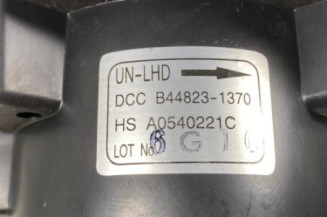 UN-LHD
DCC B44823-1370
HS A0540221C
LOT No.